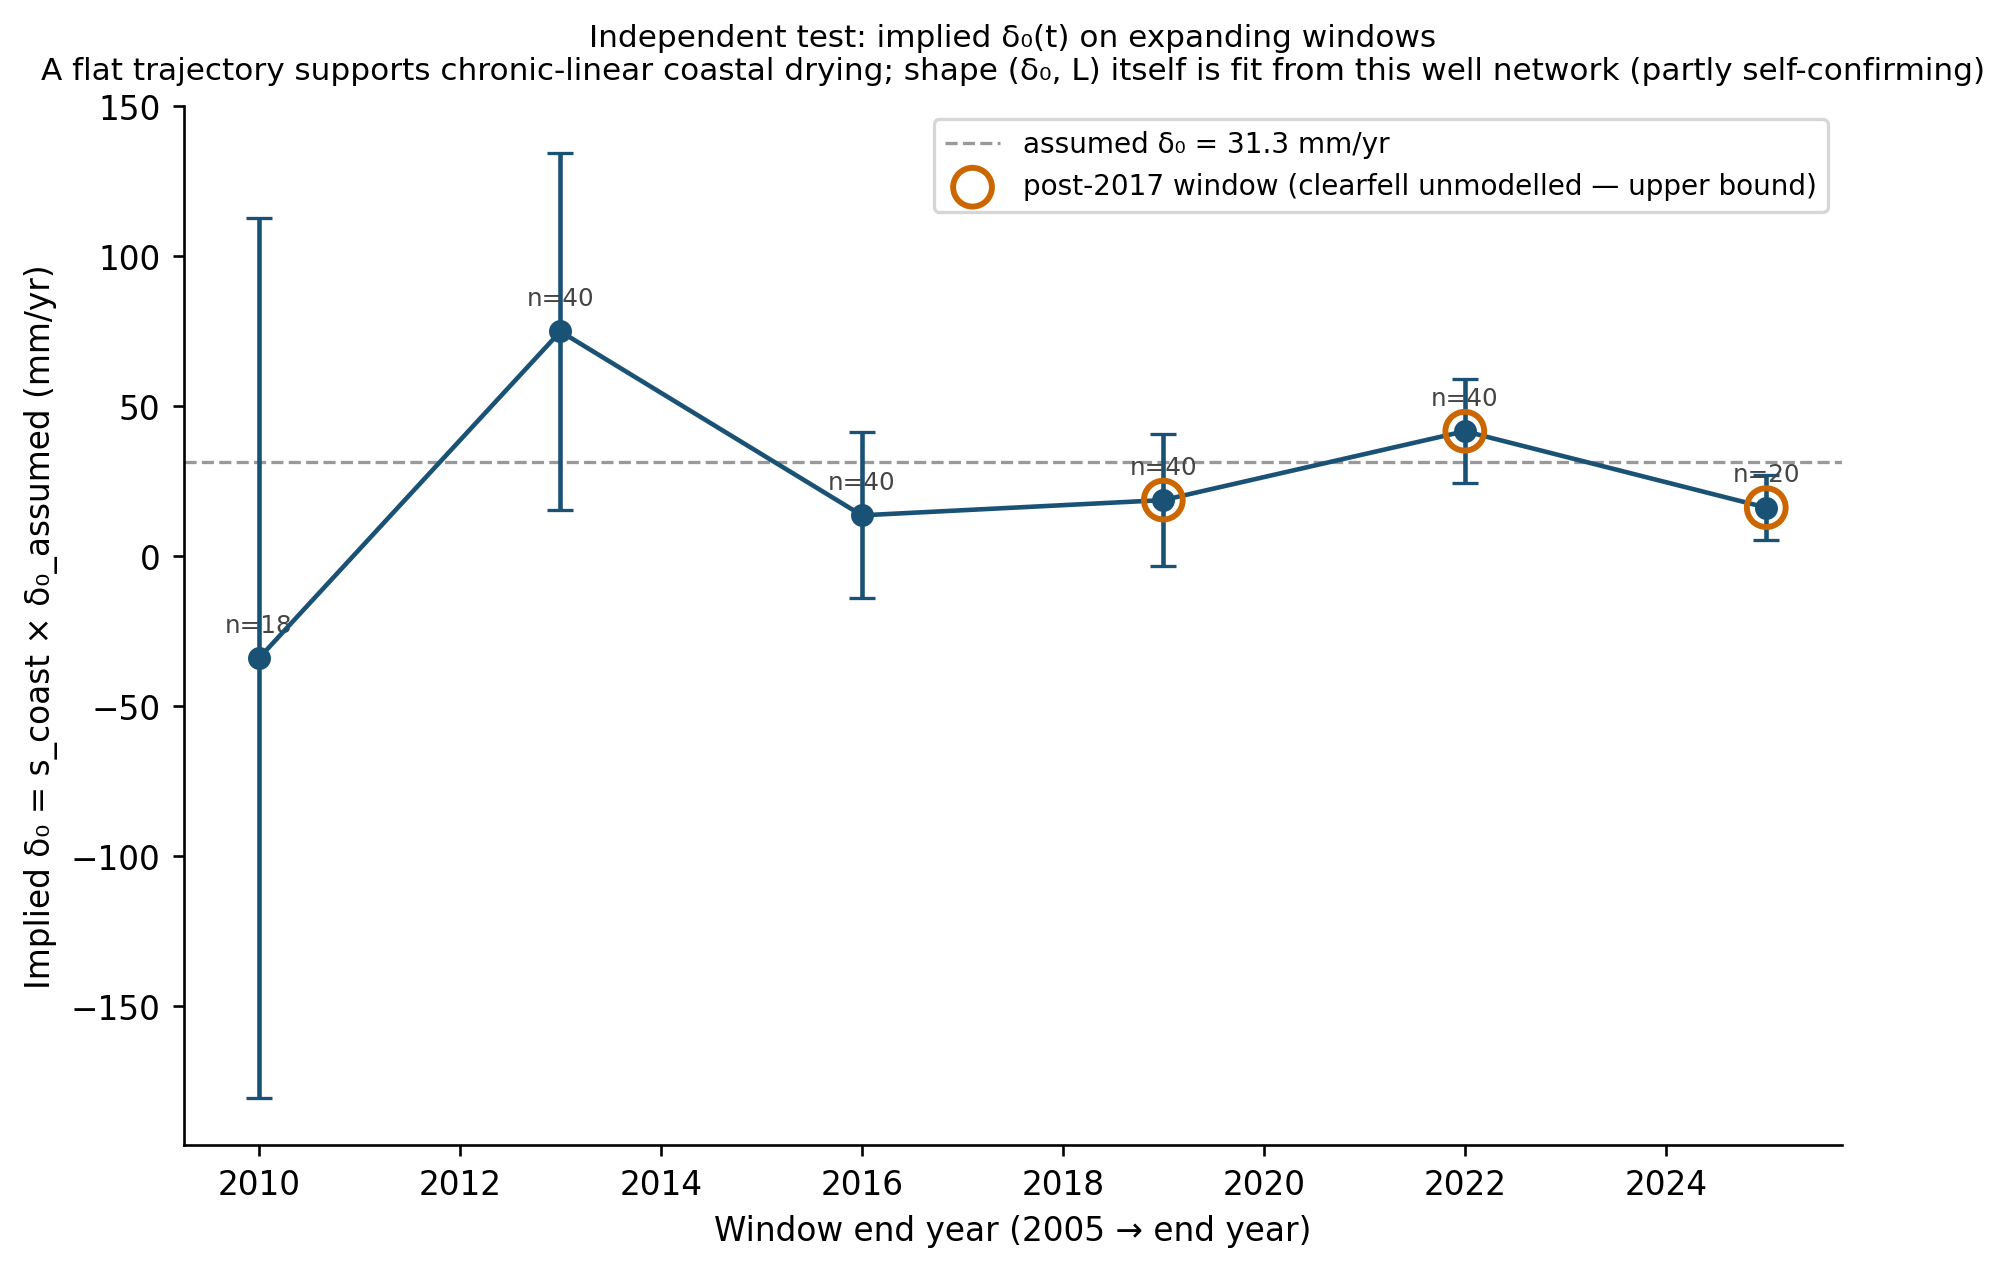 Independent test: implied δ₀(t) on expanding windows
A flat trajectory supports chronic-linear coastal drying; shape (δ₀, L) itself is fit from this well network (partly self-confirming)
assumed δ₀ = 31.3 mm/yr
post-2017 window (clearfell unmodelled — upper bound)
Implied δ₀ = s_coast × δ₀_assumed (mm/yr)
150
100
50
0
−50
−100
−150
n=18
n=40
n=40
n=40
n=40
n=20
2010
2012
2014
2016
2018
2020
2022
2024
Window end year (2005 → end year)